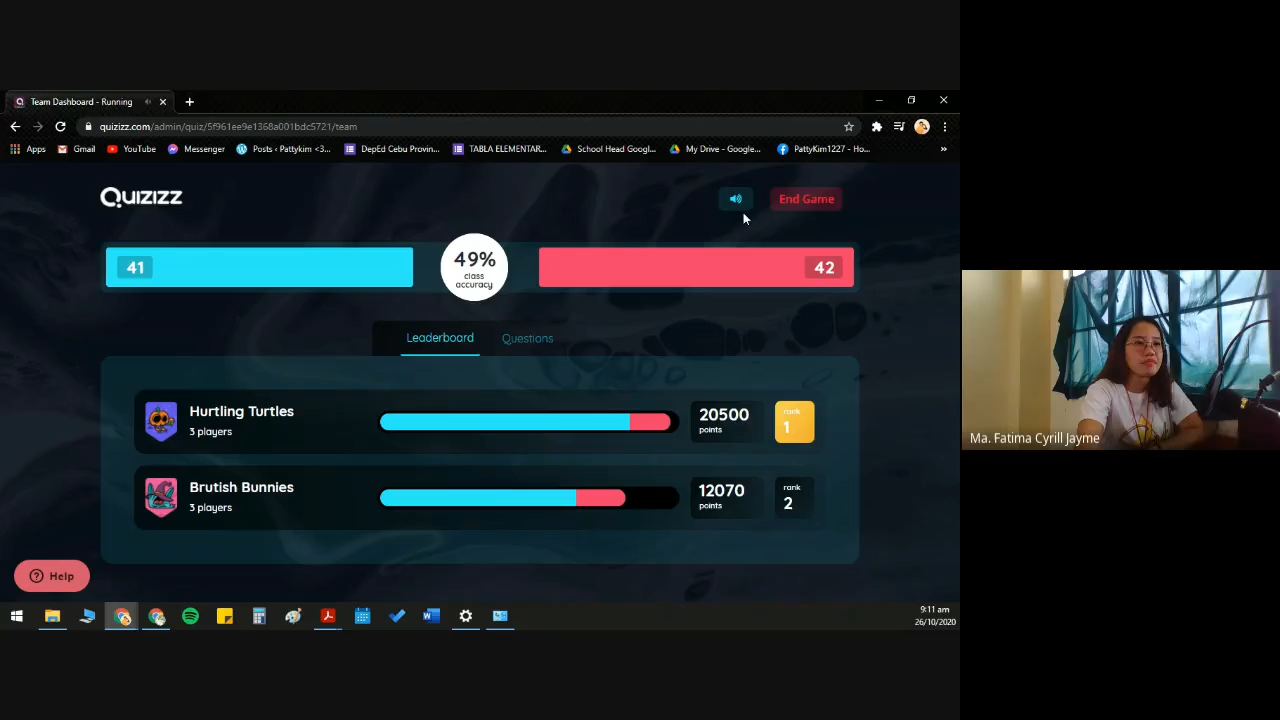 Team Dashboard - Running
quizizz.com/admin/quiz/5f961ee9e1368a001bdc5721/team
Apps Gmail YouTube Messenger Posts ‹ Pattykim <3... DepEd Cebu Provin... TABLA ELEMENTAR... School Head Googl... My Drive - Google... PattyKim1227 - Ho... »
QUIZIZZ
End Game
41
49%
class
accuracy
42
Leaderboard Questions
Hurtling Turtles
3 players
20500
points
rank
1
Brutish Bunnies
3 players
12070
points
rank
2
Help
9:11 am
26/10/2020
Ma. Fatima Cyrill Jayme